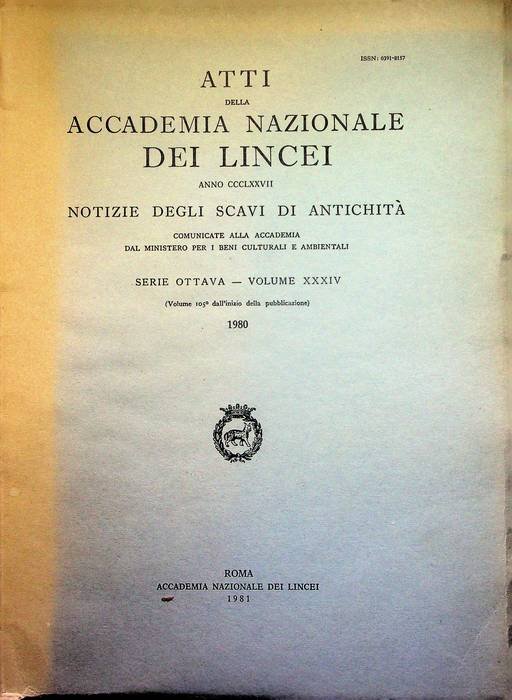 ISSN: 0391-8157
ATTI
DELLA
ACCADEMIA NAZIONALE
DEI LINCEI
ANNO CCCLXXVII
NOTIZIE DEGLI SCAVI DI ANTICHITÀ
COMUNICATE ALLA ACCADEMIA
DAL MINISTERO PER I BENI CULTURALI E AMBIENTALI
SERIE OTTAVA — VOLUME XXXIV
(Volume 105º dall'inizio della pubblicazione)
1980
ROMA
ACCADEMIA NAZIONALE DEI LINCEI
1981